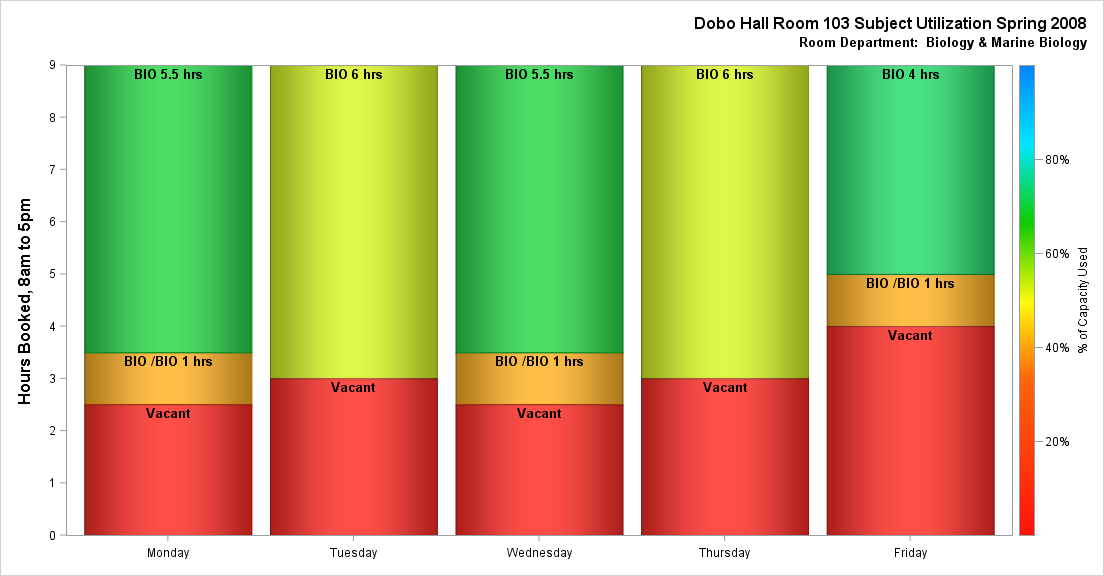 Dobo Hall Room 103 Subject Utilization Spring 2008
Room Department:  Biology & Marine Biology
Hours Booked, 8am to 5pm
9
8
7
6
5
4
3
2
1
0
BIO 5.5 hrs
BIO /BIO 1 hrs
Vacant
BIO 6 hrs
Vacant
BIO 5.5 hrs
BIO /BIO 1 hrs
Vacant
BIO 6 hrs
Vacant
BIO 4 hrs
BIO /BIO 1 hrs
Vacant
Monday
Tuesday
Wednesday
Thursday
Friday
80%
60%
40%
20%
% of Capacity Used